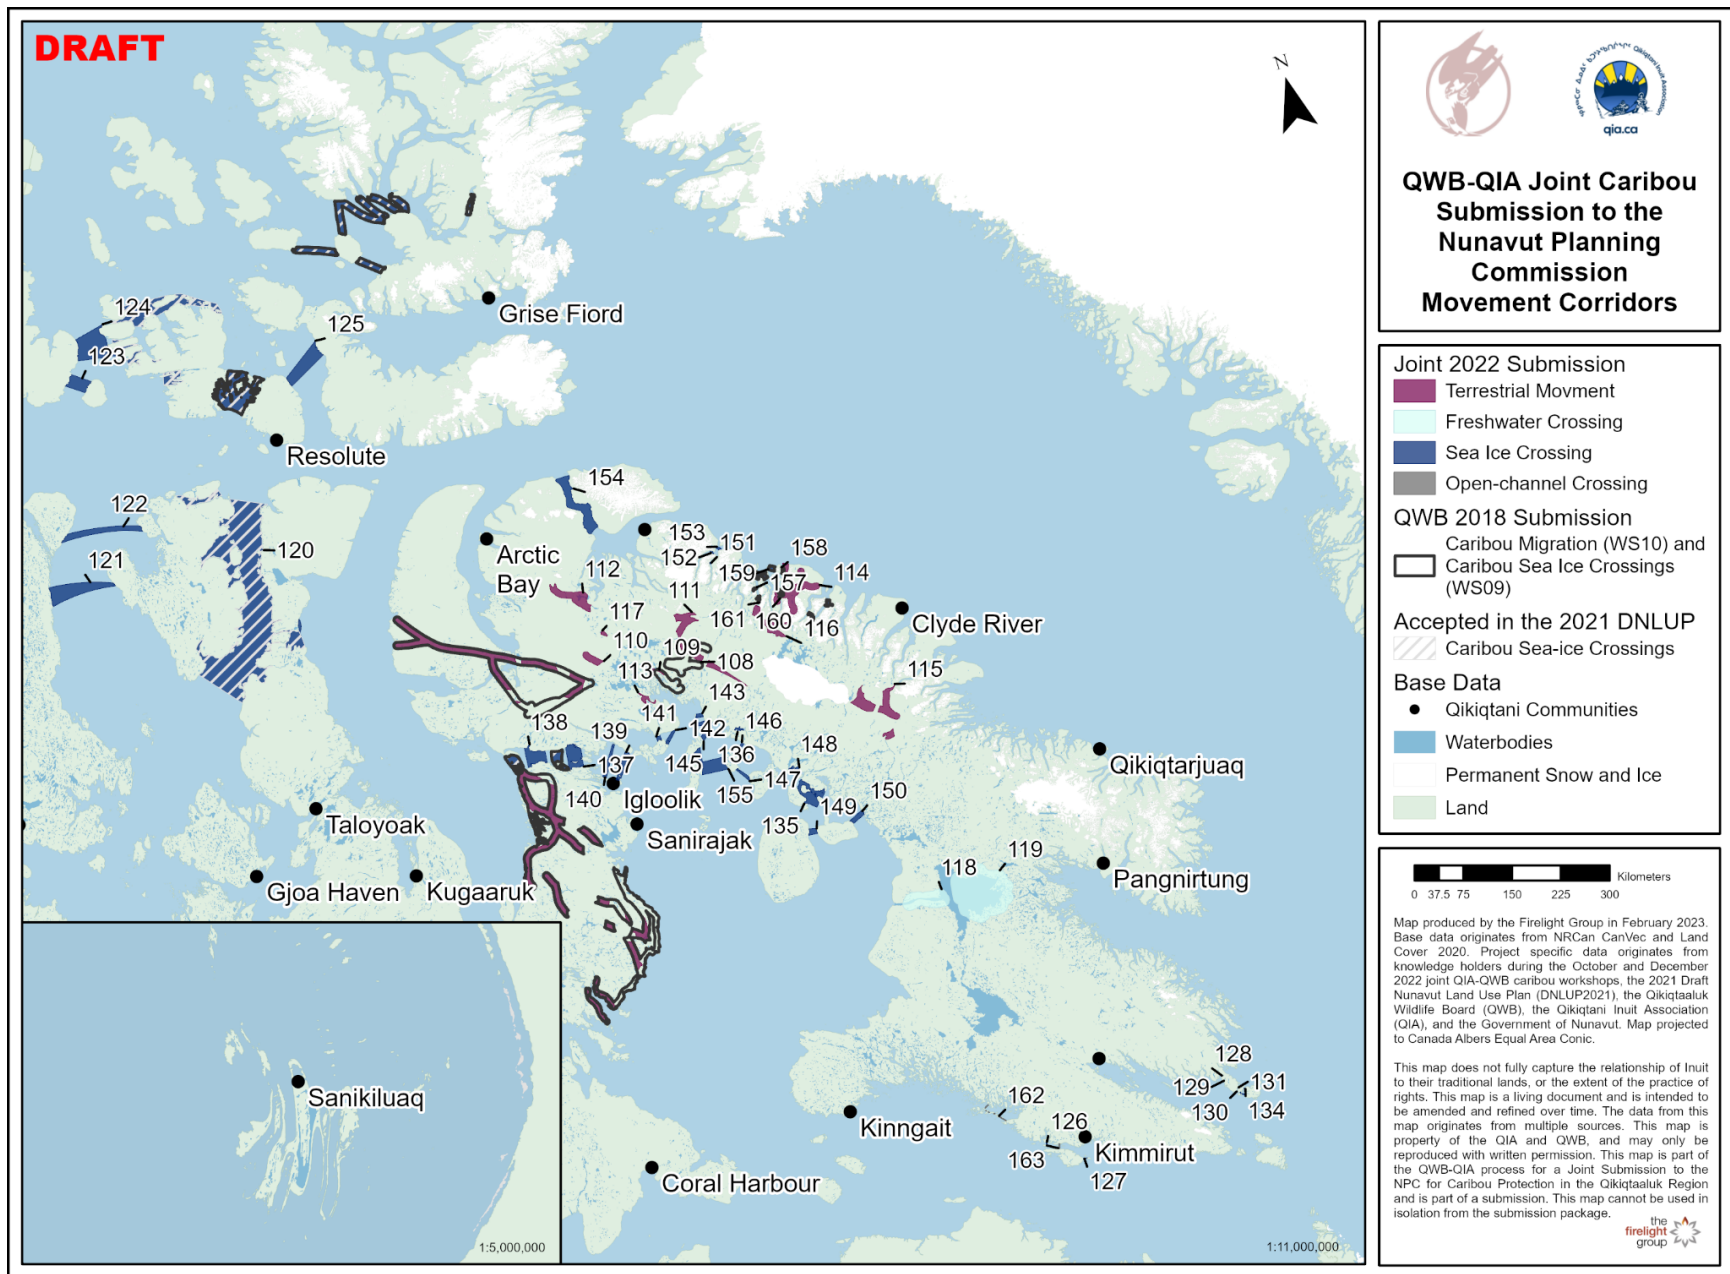 DRAFT
N
124
123
125
Grise Fiord
Resolute
122
121
120
154
Arctic
Bay
153
152
151
158
159
157
114
112
111
117
110
161
160
116
Clyde River
109
108
113
143
115
138
139
141
142
146
148
137
145
136
147
140
155
150
149
135
Igloolik
Sanirajak
Qikiqtarjuaq
Taloyoak
Gjoa Haven
Kugaaruk
118
119
Pangnirtung
128
129
131
130
134
162
126
163
127
Kinngait
Kimmirut
Coral Harbour
Sanikiluaq
1:5,000,000
1:11,000,000
Qikiqtani Inuit Association
qia.ca
QWB-QIA Joint Caribou
Submission to the
Nunavut Planning
Commission
Movement Corridors
Joint 2022 Submission
Terrestrial Movment
Freshwater Crossing
Sea Ice Crossing
Open-channel Crossing
QWB 2018 Submission
Caribou Migration (WS10) and
Caribou Sea Ice Crossings
(WS09)
Accepted in the 2021 DNLUP
Caribou Sea-ice Crossings
Base Data
Qikiqtani Communities
Waterbodies
Permanent Snow and Ice
Land
Kilometers
0 37.5 75 150 225 300
Map produced by the Firelight Group in February 2023.
Base data originates from NRCan CanVec and Land
Cover 2020. Project specific data originates from
knowledge holders during the October and December
2022 joint QIA-QWB caribou workshops, the 2021 Draft
Nunavut Land Use Plan (DNLUP2021), the Qikiqtaaluk
Wildlife Board (QWB), the Qikiqtani Inuit Association
(QIA), and the Government of Nunavut. Map projected
to Canada Albers Equal Area Conic.
This map does not fully capture the relationship of Inuit
to their traditional lands, or the extent of the practice of
rights. This map is a living document and is intended to
be amended and refined over time. The data from this
map originates from multiple sources. This map is
property of the QIA and QWB, and may only be
reproduced with written permission. This map is part of
the QWB-QIA process for a Joint Submission to the
NPC for Caribou Protection in the Qikiqtaaluk Region
and is part of a submission. This map cannot be used in
isolation from the submission package.
the
firelight
group